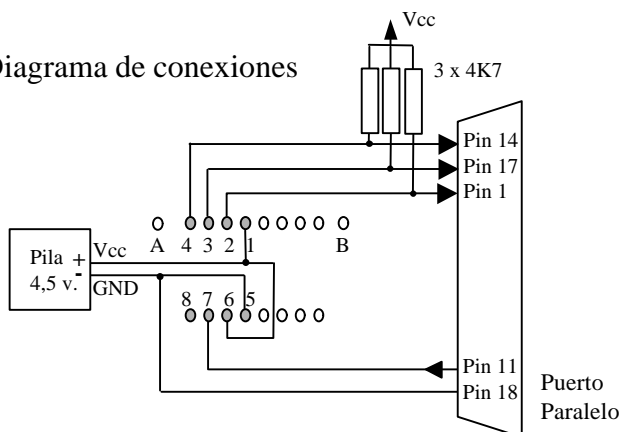 Vcc
Diagrama de conexiones
3 x 4K7
Pin 14
Pin 17
Pin 1
A 4 3 2 1 B
Pila +
4,5 v. -
Vcc
GND
8 7 6 5
Pin 11
Pin 18
Puerto
Paralelo